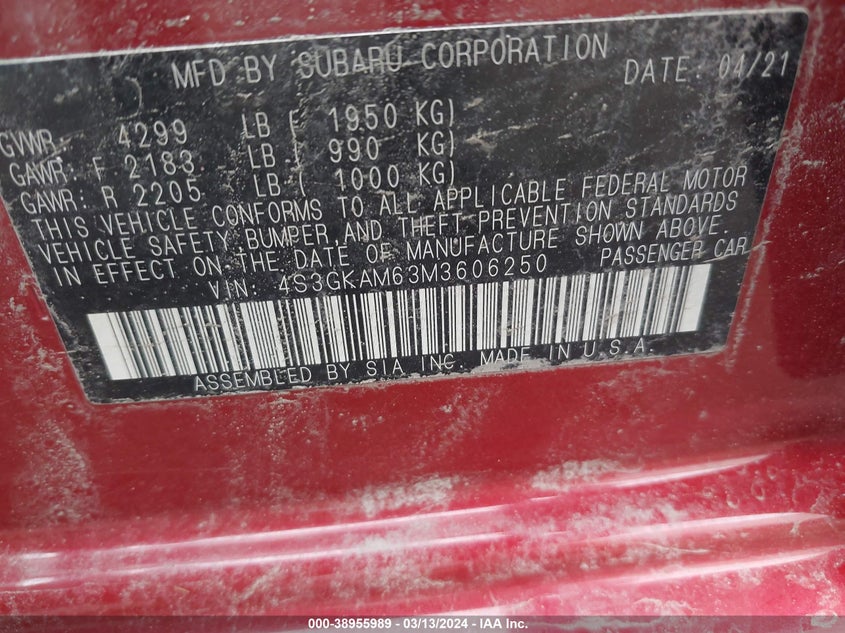 MFD BY SUBARU CORPORATION DATE: 04/21
GVWR: 4299 LB ( 1950 KG)
GAWR: F 2183 LB ( 990 KG)
GAWR: R 2205 LB ( 1000 KG)
THIS VEHICLE CONFORMS TO ALL APPLICABLE FEDERAL MOTOR
VEHICLE SAFETY, BUMPER, AND THEFT PREVENTION STANDARDS
IN EFFECT ON THE DATE OF MANUFACTURE SHOWN ABOVE.
VIN: 4S3GKAM63M3606250 PASSENGER CAR
ASSEMBLED BY SIA INC. MADE IN U.S.A.
000-38955989 — 03/13/2024 — IAA Inc.